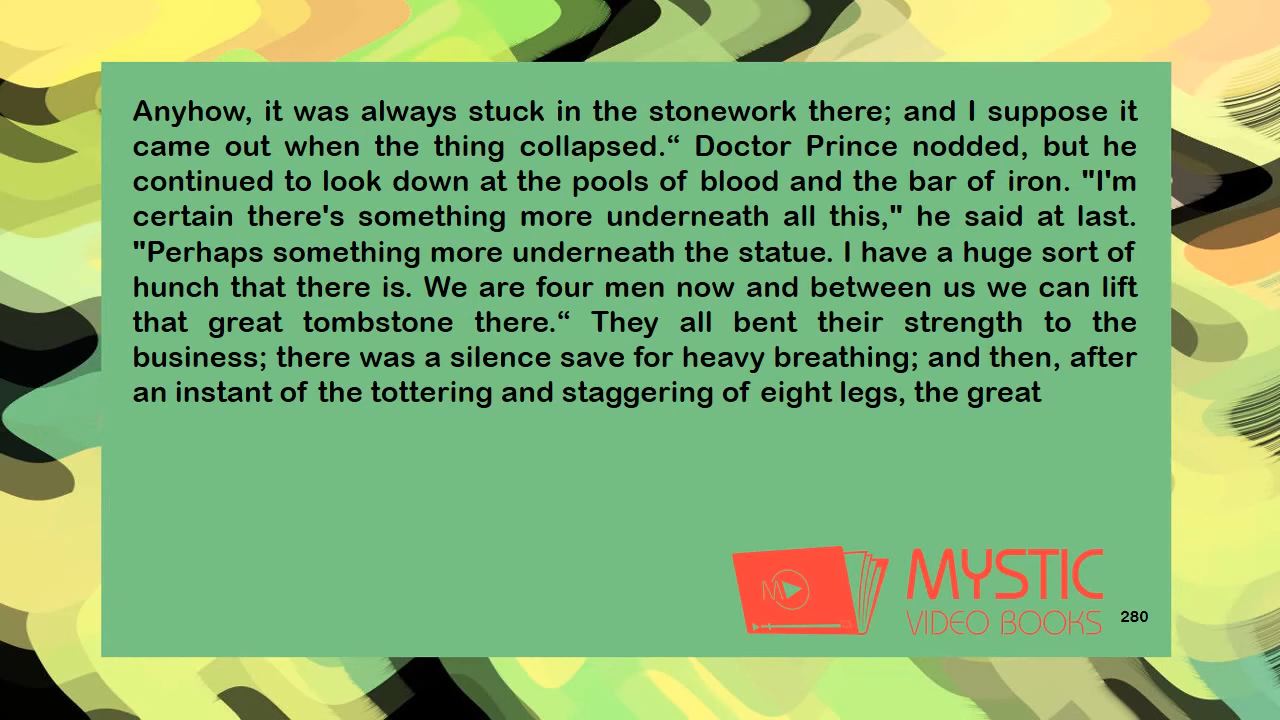 Anyhow, it was always stuck in the stonework there; and I suppose it
came out when the thing collapsed.“ Doctor Prince nodded, but he
continued to look down at the pools of blood and the bar of iron. "I'm
certain there's something more underneath all this," he said at last.
"Perhaps something more underneath the statue. I have a huge sort of
hunch that there is. We are four men now and between us we can lift
that great tombstone there.“ They all bent their strength to the
business; there was a silence save for heavy breathing; and then, after
an instant of the tottering and staggering of eight legs, the great
M
MYSTIC
VIDEO BOOKS
280